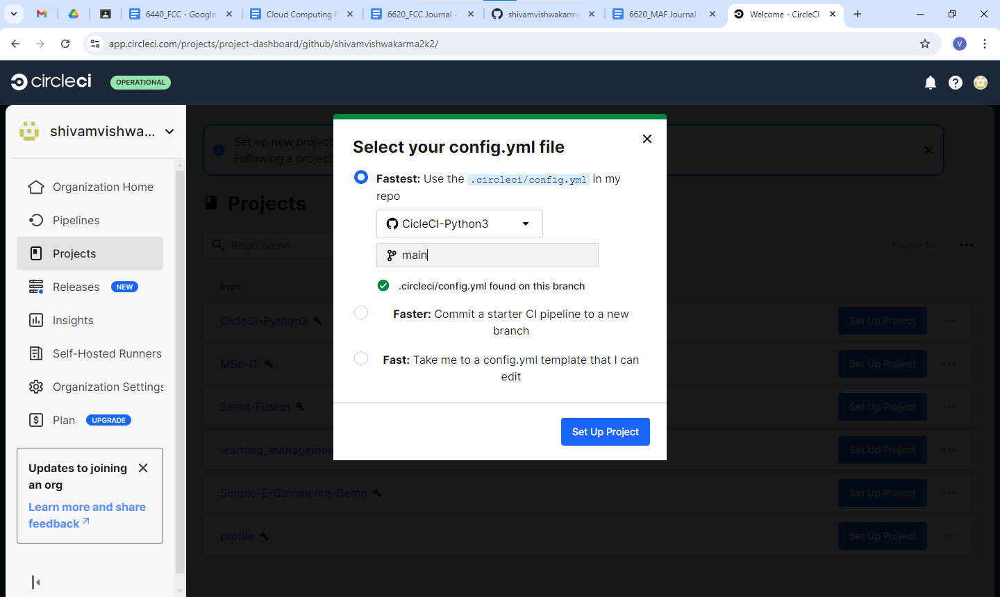 6440_FCC - Google
Cloud Computing P
6620_FCC Journal -
shivamvishwakarma
6620_MAF Journal
Welcome - CircleCI
app.circleci.com/projects/project-dashboard/github/shivamvishwakarma2k2/
V
circleci
OPERATIONAL
shivamvishwa...
Organization Home
Pipelines
Projects
Releases NEW
Insights
Self-Hosted Runners
Organization Settings
Plan UPGRADE
Updates to joining
an org
Learn more and share
feedback
Set up new project
Following a project
Projects
Repo name
Follow All
Repo
CicleCI-Python3
Set Up Project
MSc-IT
Set Up Project
Event-Fusion
Set Up Project
learning_managemen
Set Up Project
Simple-E-Commerce-Demo
Set Up Project
profile
Set Up Project
Select your config.yml file
Fastest: Use the .circleci/config.yml in my
repo
CicleCI-Python3
main
.circleci/config.yml found on this branch
Faster: Commit a starter CI pipeline to a new
branch
Fast: Take me to a config.yml template that I can
edit
Set Up Project